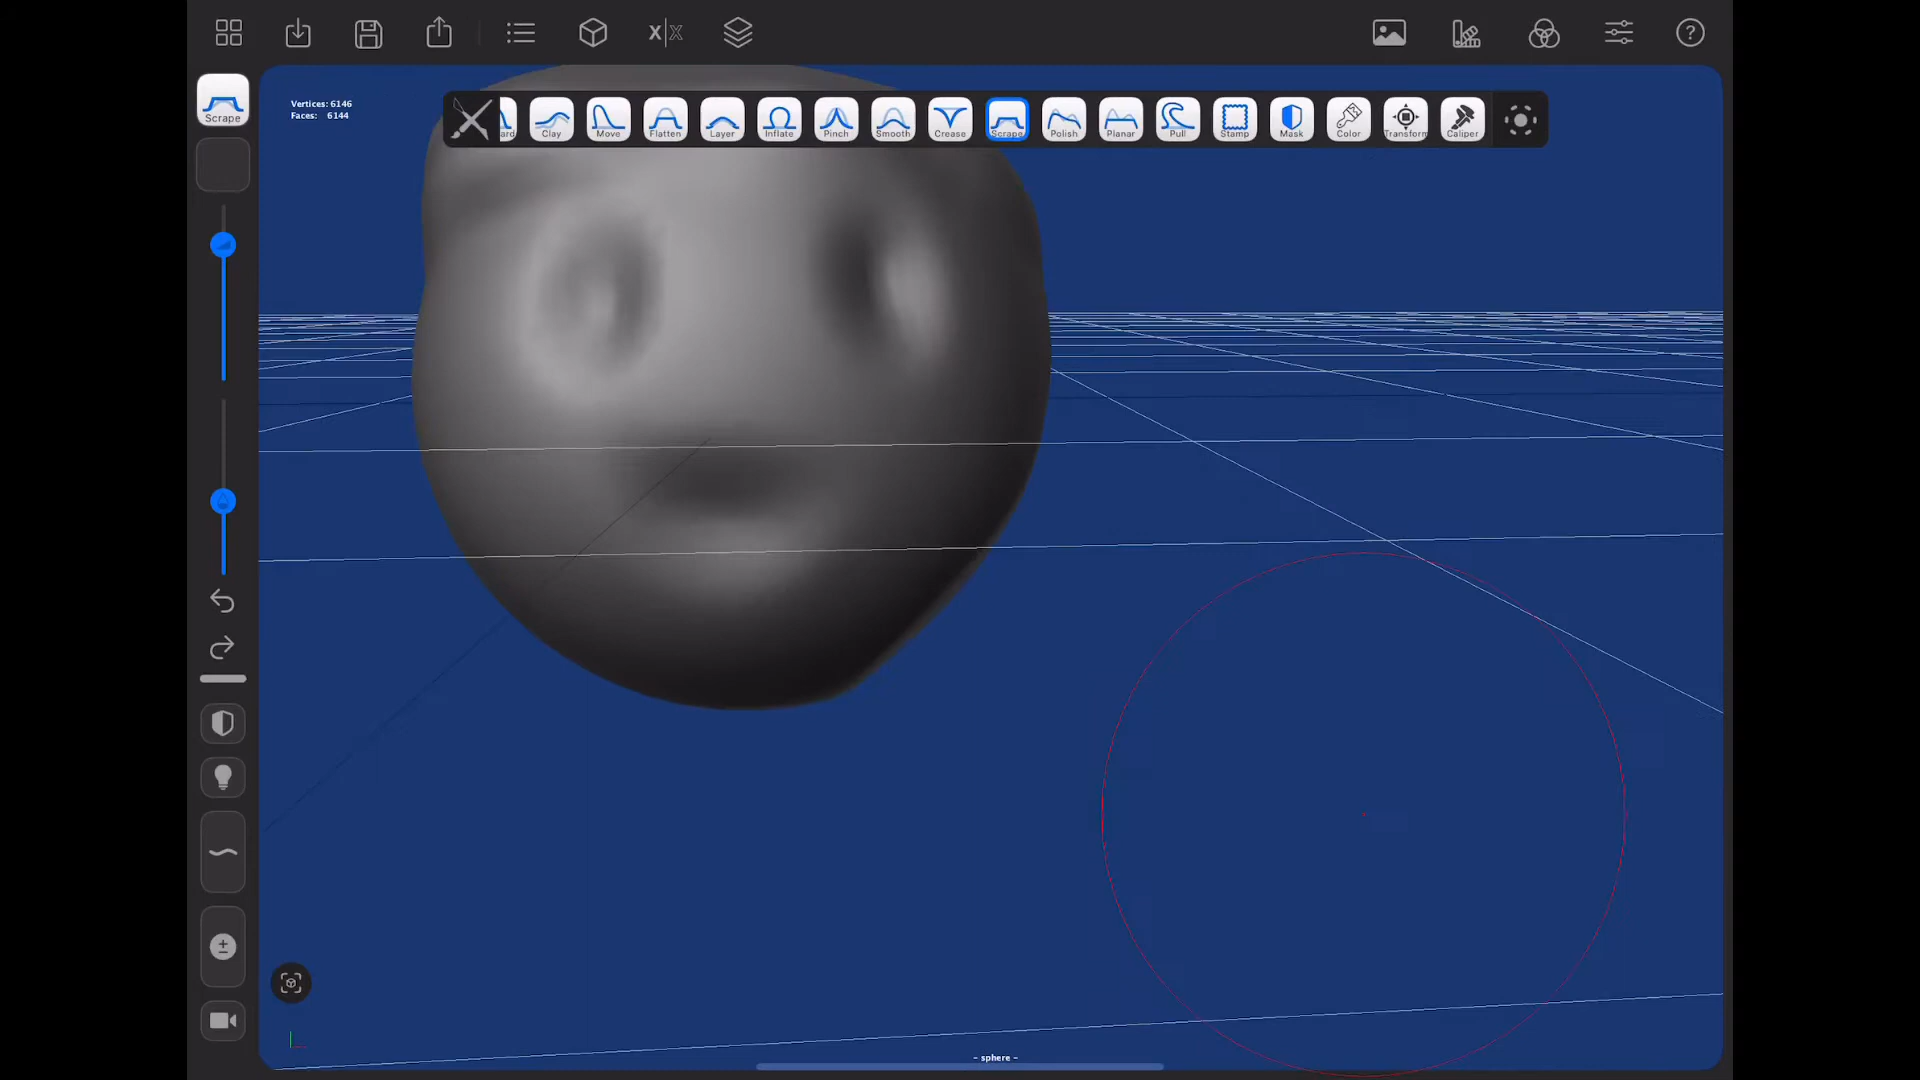 Scrape
Vertices: 6146
Faces: 6144
ard Clay Move Flatten Layer Inflate Pinch Smooth Crease Scrape Polish Planar Pull Stamp Mask Color Transform Caliper
X|X
?
- sphere -